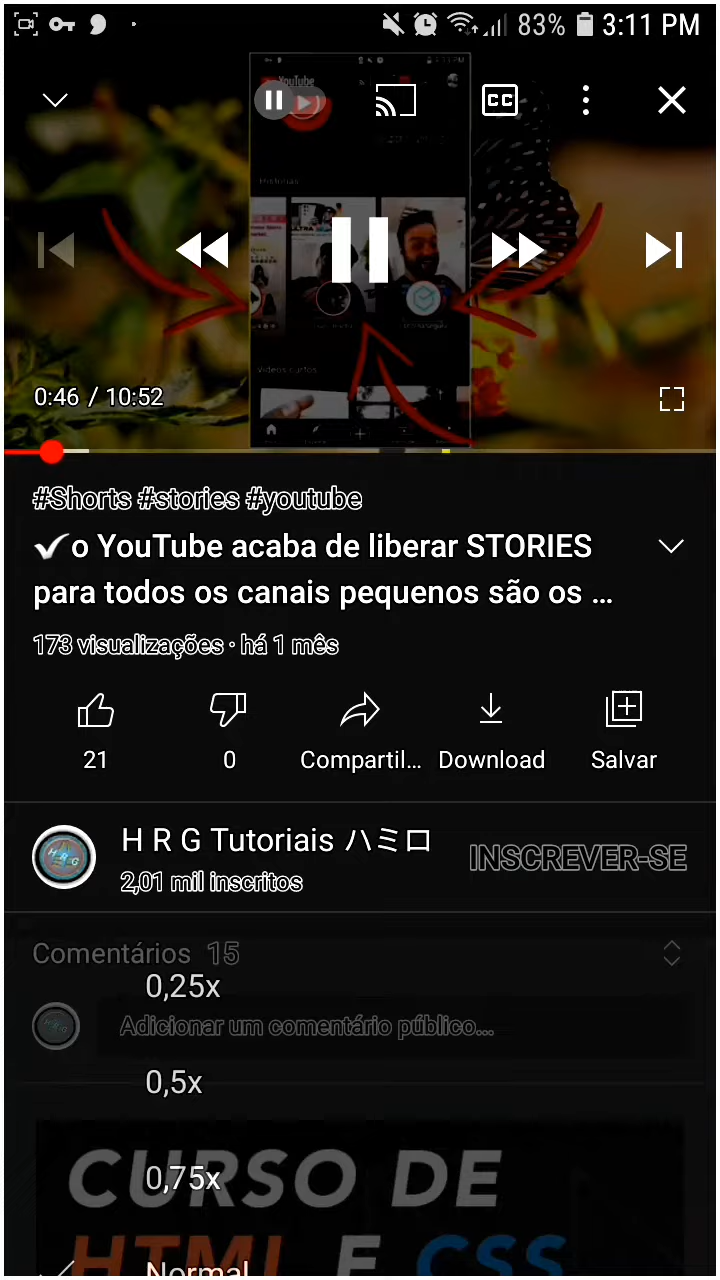 83% 3:11 PM
YouTube
CC
Vídeos curtos
0:46 / 10:52
#Shorts #stories #youtube
✓o YouTube acaba de liberar STORIES
para todos os canais pequenos são os ...
173 visualizações · há 1 mês
21
0
Compartil...
Download
Salvar
H R G Tutoriais ハミロ
INSCREVER-SE
2,01 mil inscritos
Comentários 15
0,25x
Adicionar um comentário público...
0,5x
CURSO DE
0,75x
HTML E CSS
Normal